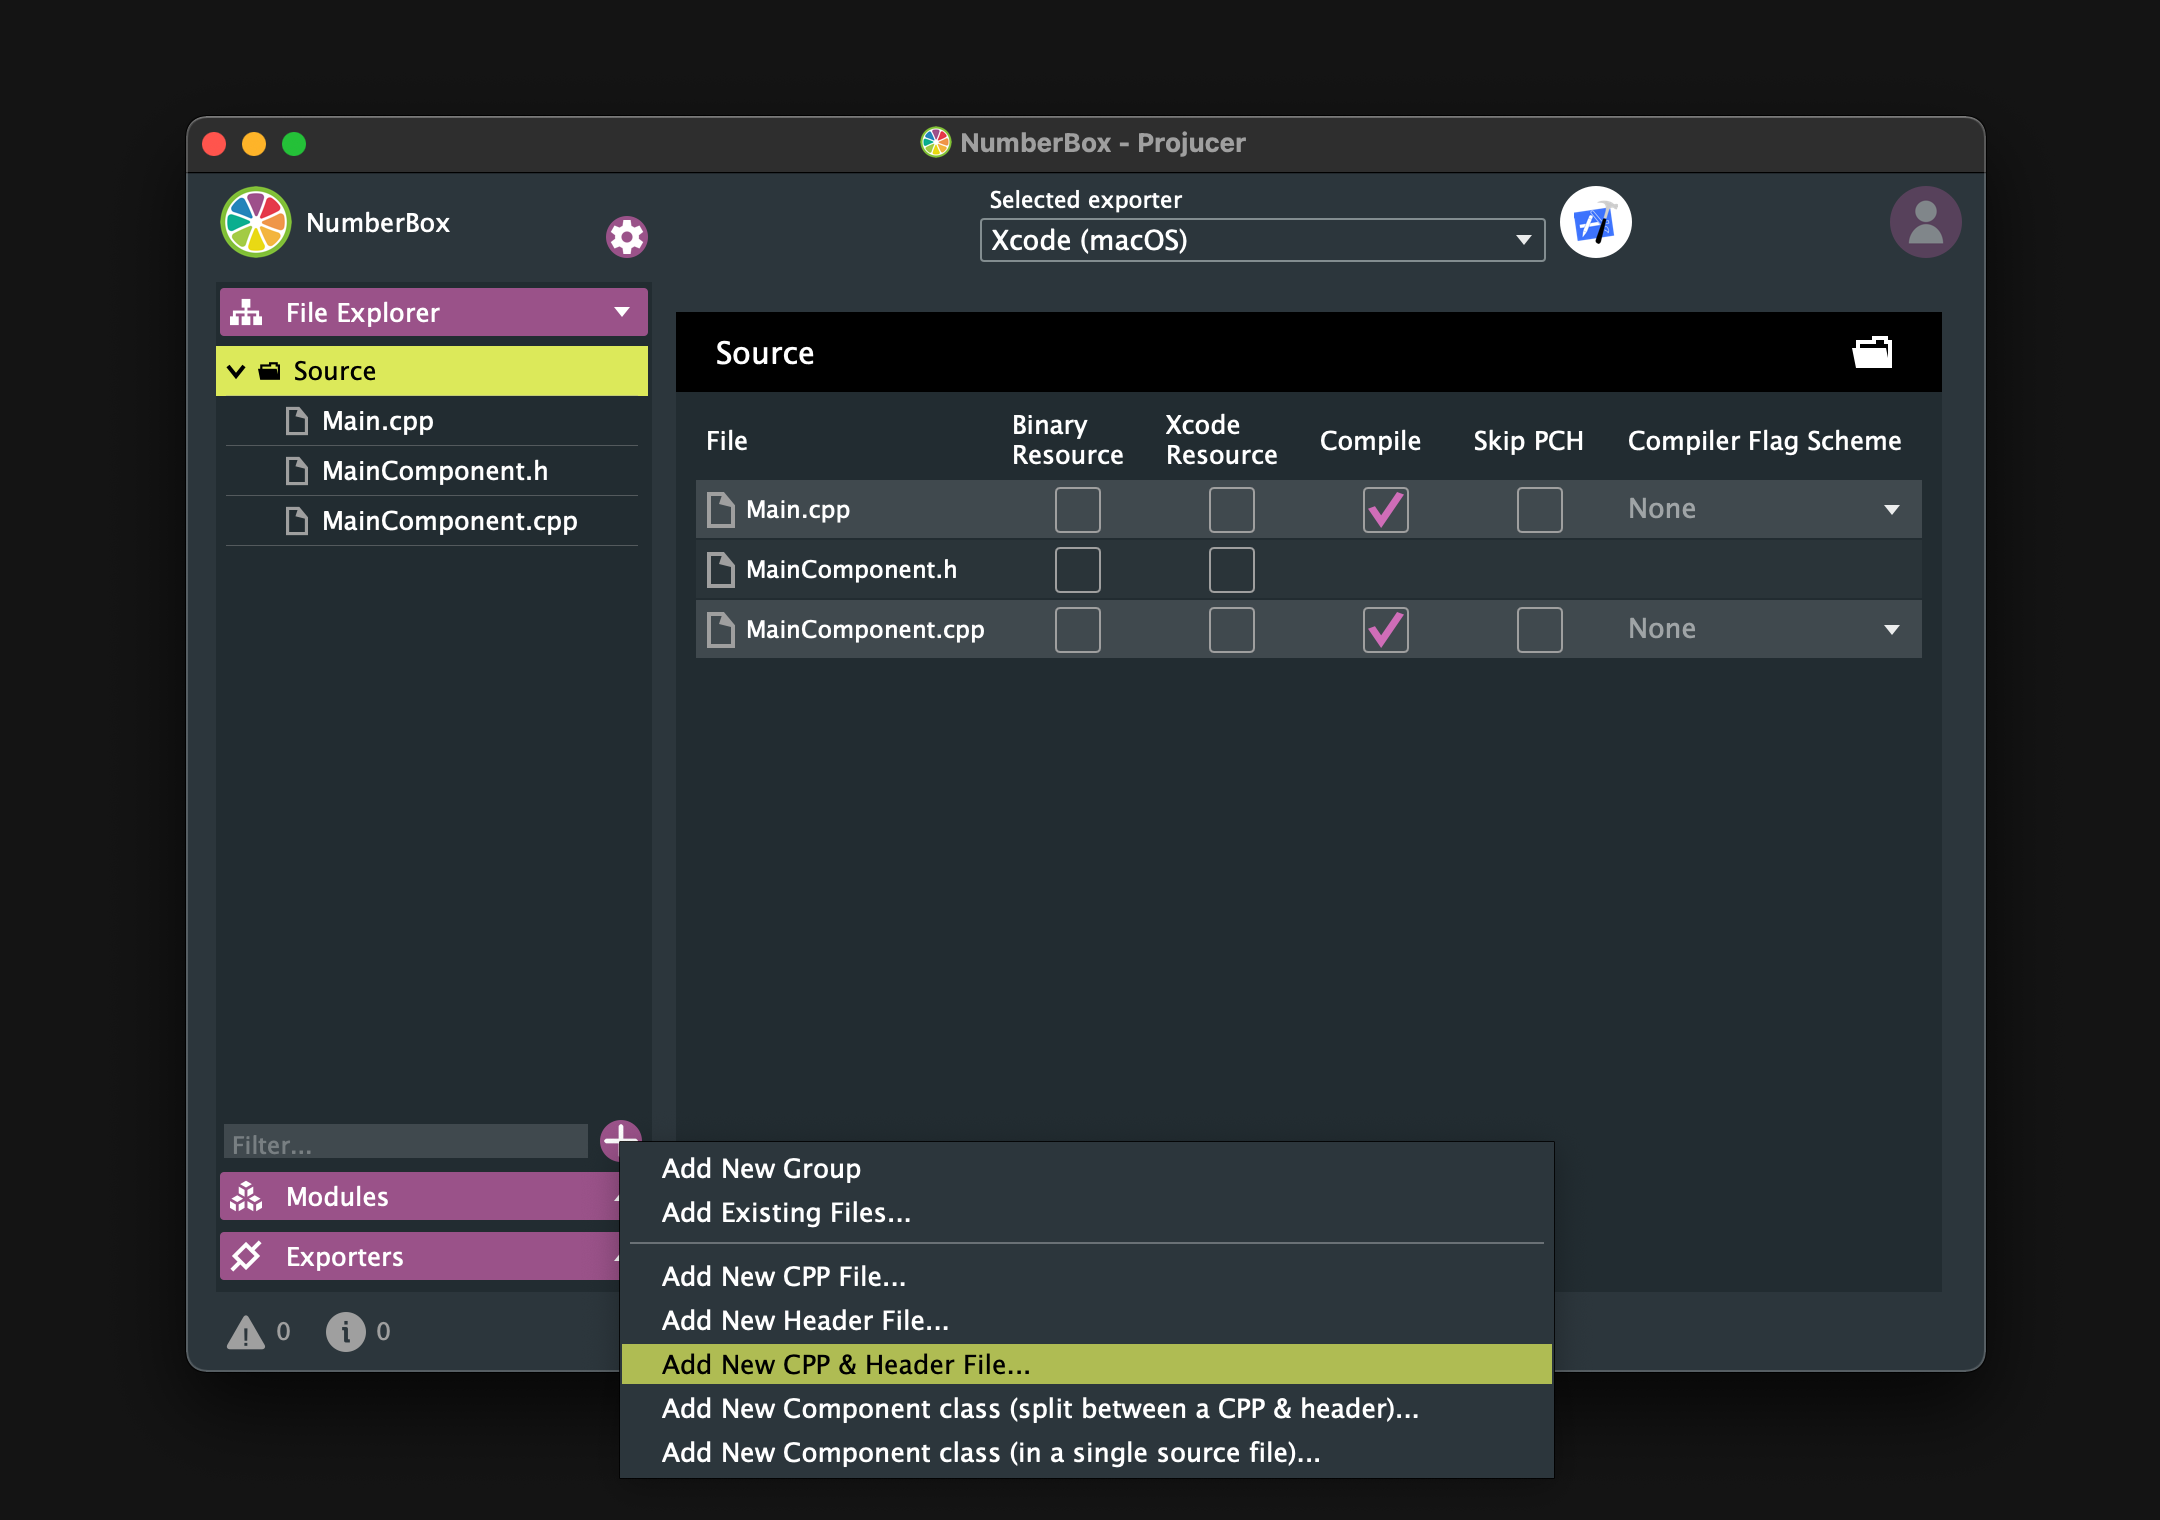 NumberBox - Projucer
NumberBox
Selected exporter
Xcode (macOS)
File Explorer
Source
Main.cpp
MainComponent.h
MainComponent.cpp
Source
File
Binary
Resource
Xcode
Resource
Compile
Skip PCH
Compiler Flag Scheme
Main.cpp
None
MainComponent.h
MainComponent.cpp
None
Filter...
Modules
Exporters
0
0
Add New Group
Add Existing Files...
Add New CPP File...
Add New Header File...
Add New CPP & Header File...
Add New Component class (split between a CPP & header)...
Add New Component class (in a single source file)...